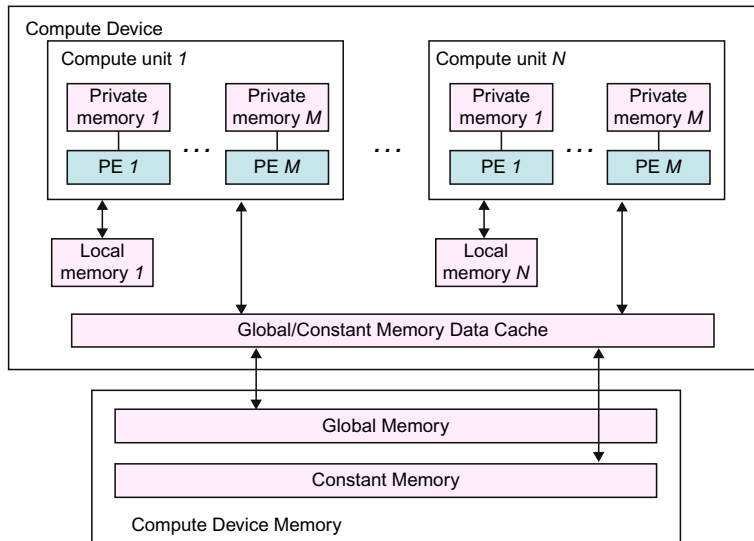 Compute Device
Compute unit 1
Compute unit N
Private memory 1
Private memory M
Private memory 1
Private memory M
...
...
...
PE 1
PE M
PE 1
PE M
Local memory 1
Local memory N
Global/Constant Memory Data Cache
Global Memory
Constant Memory
Compute Device Memory